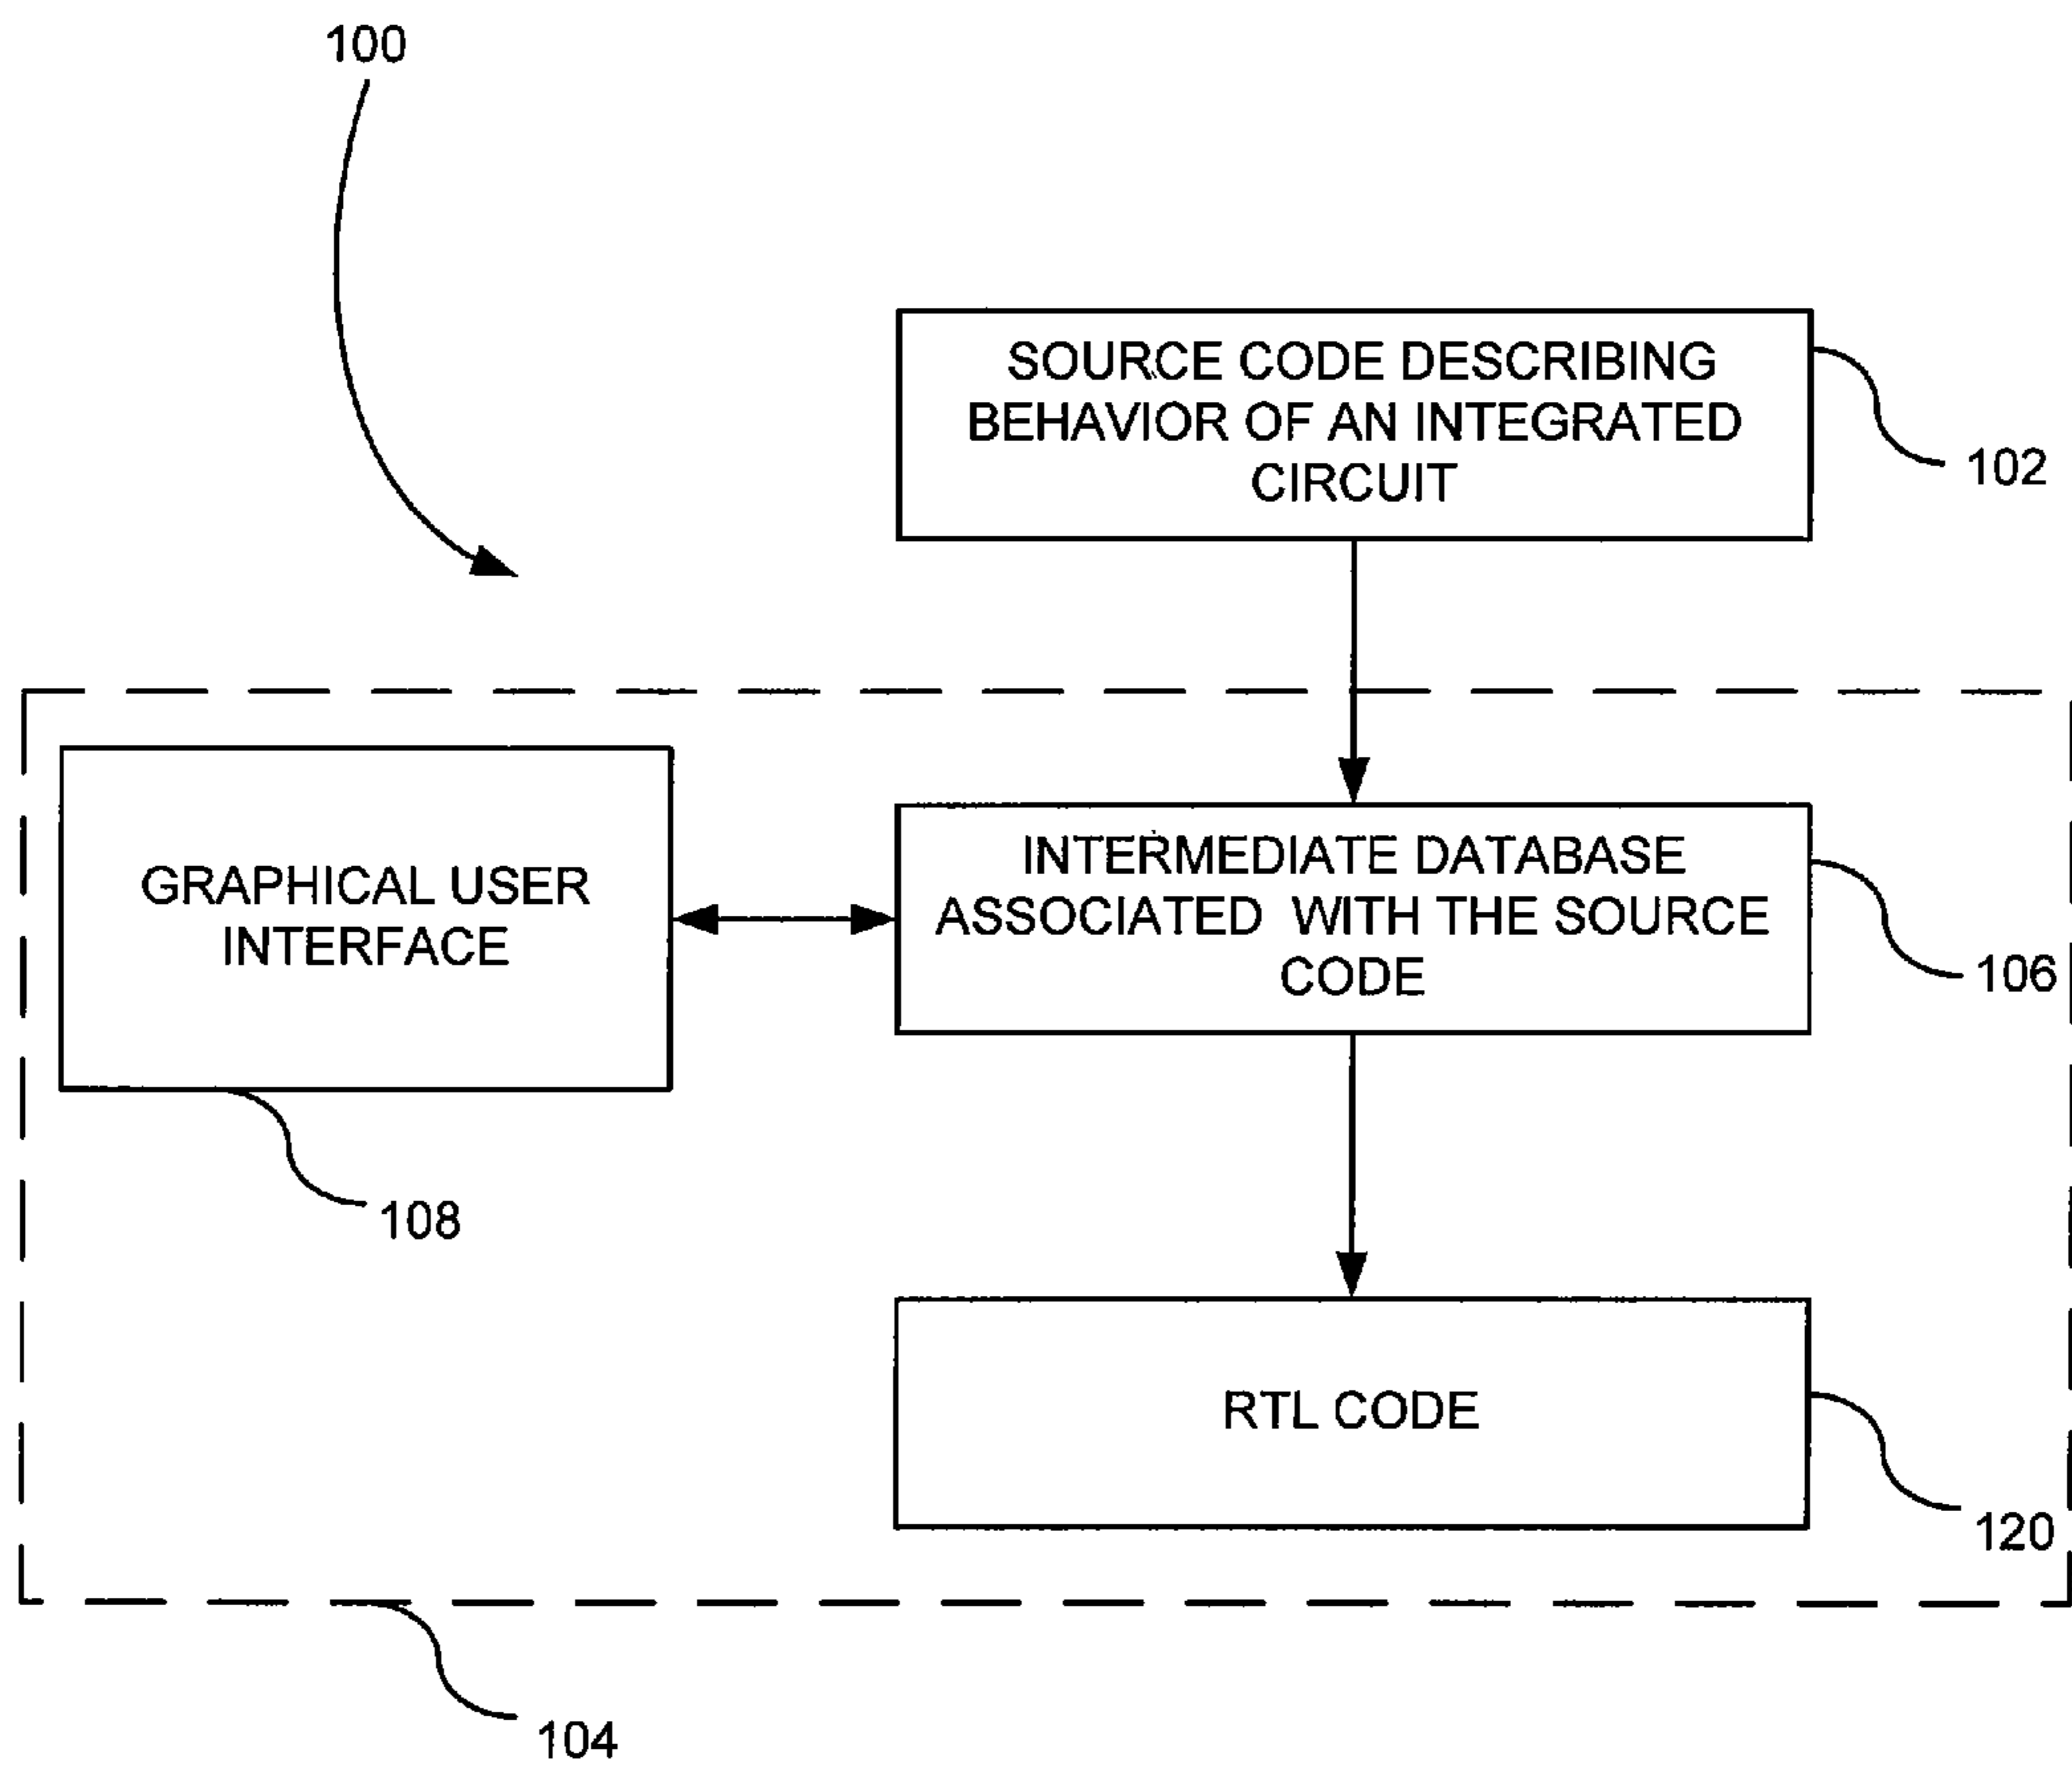 100
SOURCE CODE DESCRIBING
BEHAVIOR OF AN INTEGRATED
CIRCUIT
102
GRAPHICAL USER
INTERFACE
108
INTERMEDIATE DATABASE
ASSOCIATED WITH THE SOURCE
CODE
106
RTL CODE
120
104